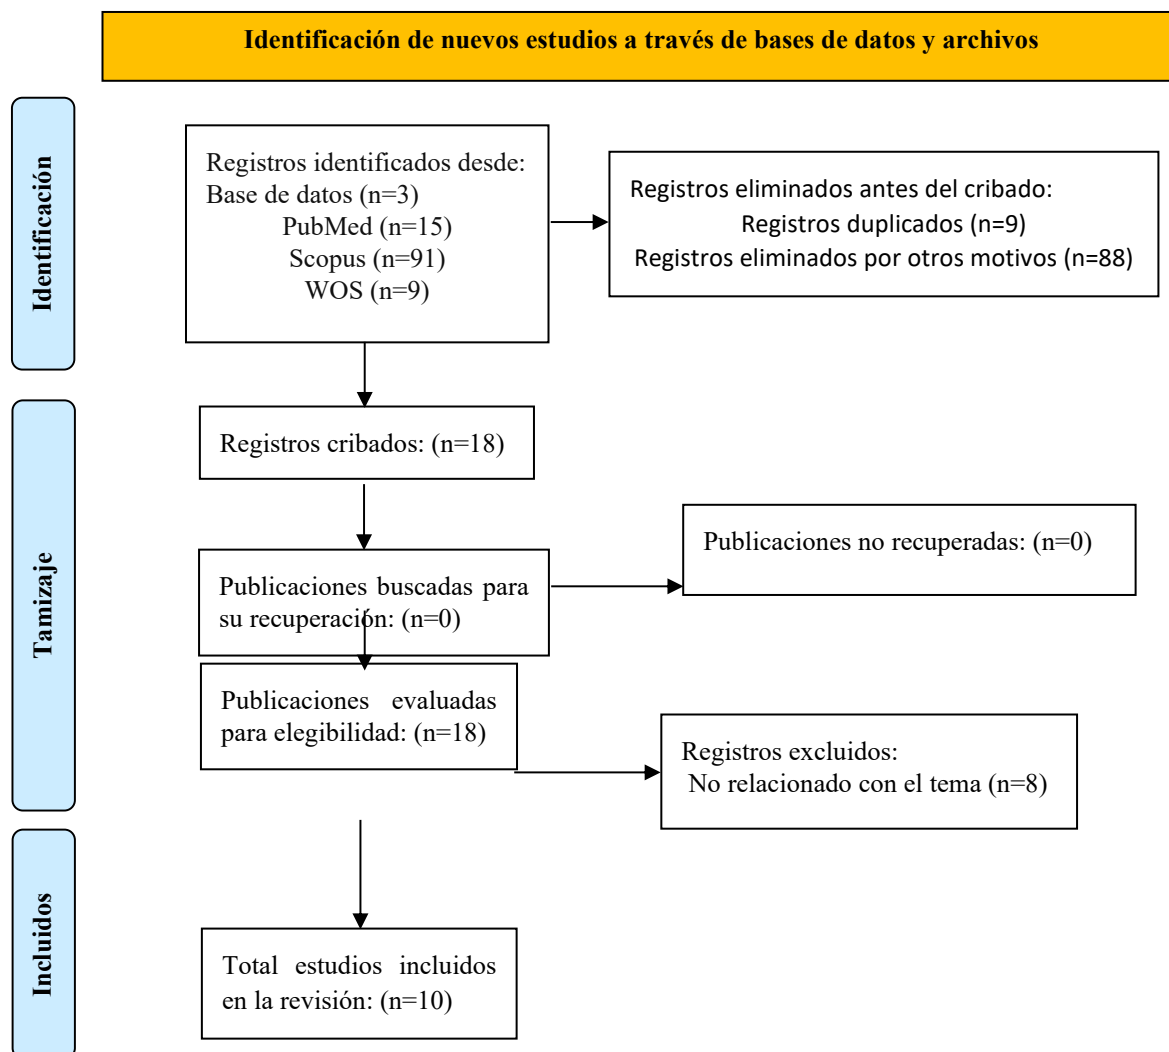 Identificación de nuevos estudios a través de bases de datos y archivos
Identificación
Registros identificados desde:
Base de datos (n=3)
PubMed (n=15)
Scopus (n=91)
WOS (n=9)
Registros eliminados antes del cribado:
Registros duplicados (n=9)
Registros eliminados por otros motivos (n=88)
Tamizaje
Registros cribados: (n=18)
Publicaciones buscadas para
su recuperación: (n=0)
Publicaciones no recuperadas: (n=0)
Publicaciones evaluadas
para elegibilidad: (n=18)
Registros excluidos:
No relacionado con el tema (n=8)
Incluidos
Total estudios incluidos
en la revisión: (n=10)